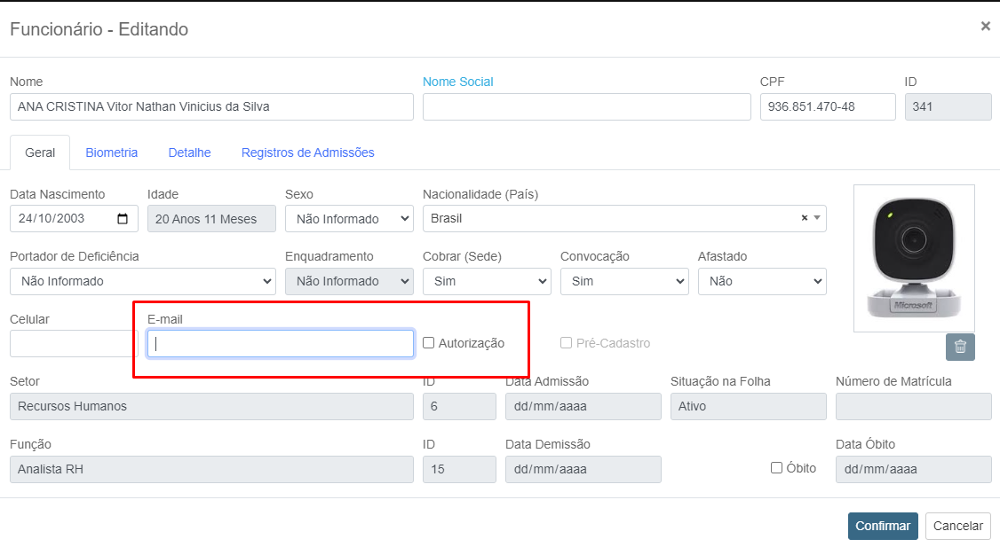 Funcionário - Editando ×
Nome Nome Social CPF ID
ANA CRISTINA Vitor Nathan Vinicius da Silva 936.851.470-48 341
Geral Biometria Detalhe Registros de Admissões
Data Nascimento Idade Sexo Nacionalidade (País)
24/10/2003 20 Anos 11 Meses Não Informado Brasil ×
Portador de Deficiência Enquadramento Cobrar (Sede) Convocação Afastado
Não Informado Não Informado Sim Sim Não
Microsoft
Celular E-mail
Autorização Pré-Cadastro
Setor ID Data Admissão Situação na Folha Número de Matrícula
Recursos Humanos 6 dd/mm/aaaa Ativo
Função ID Data Demissão Data Óbito
Analista RH 15 dd/mm/aaaa Óbito dd/mm/aaaa
Confirmar Cancelar